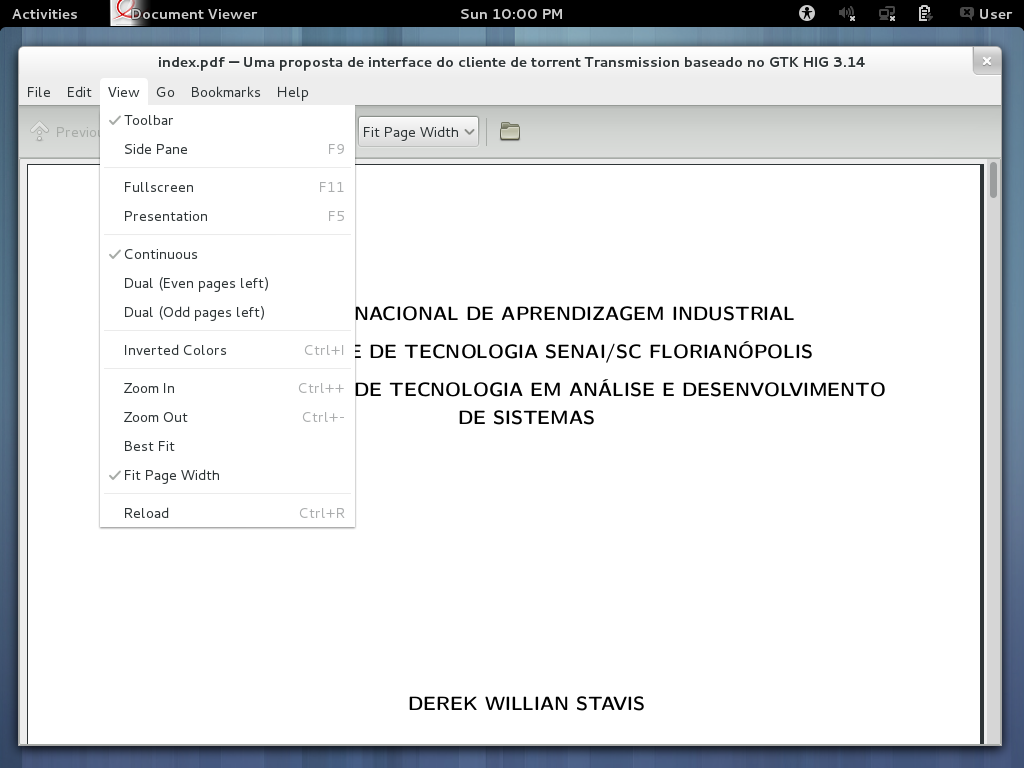 Activities Document Viewer Sun 10:00 PM User
index.pdf — Uma proposta de interface do cliente de torrent Transmission baseado no GTK HIG 3.14
File Edit View Go Bookmarks Help
Fit Page Width
Toolbar
Side Pane F9
Fullscreen F11
Presentation F5
Continuous
Dual (Even pages left)
Dual (Odd pages left)
Inverted Colors Ctrl+I
Zoom In Ctrl++
Zoom Out Ctrl+-
Best Fit
Fit Page Width
Reload Ctrl+R
NACIONAL DE APRENDIZAGEM INDUSTRIAL
DE TECNOLOGIA SENAI/SC FLORIANÓPOLIS
DE TECNOLOGIA EM ANÁLISE E DESENVOLVIMENTO
DE SISTEMAS
DEREK WILLIAN STAVIS